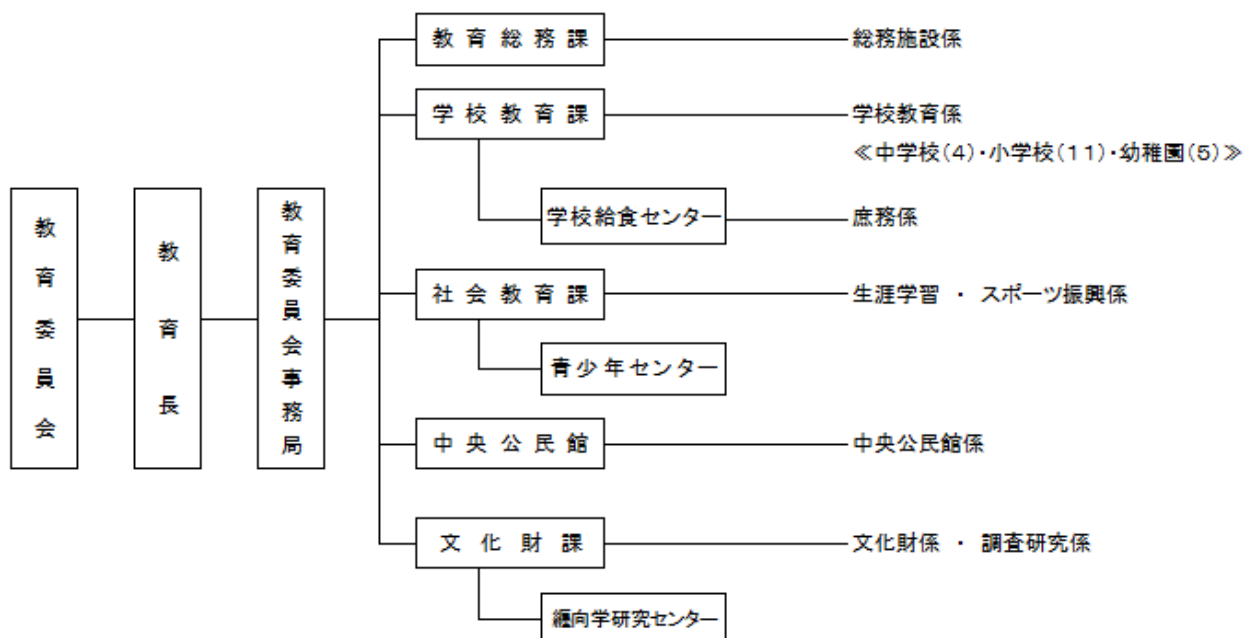 教育委員会
教育長
教育委員会事務局
教育総務課
総務施設係
学校教育課
学校教育係
≪中学校(4)・小学校(11)・幼稚園(5)≫
学校給食センター
庶務係
社会教育課
生涯学習 ・ スポーツ振興係
青少年センター
中央公民館
中央公民館係
文化財課
文化財係 ・ 調査研究係
纒向学研究センター